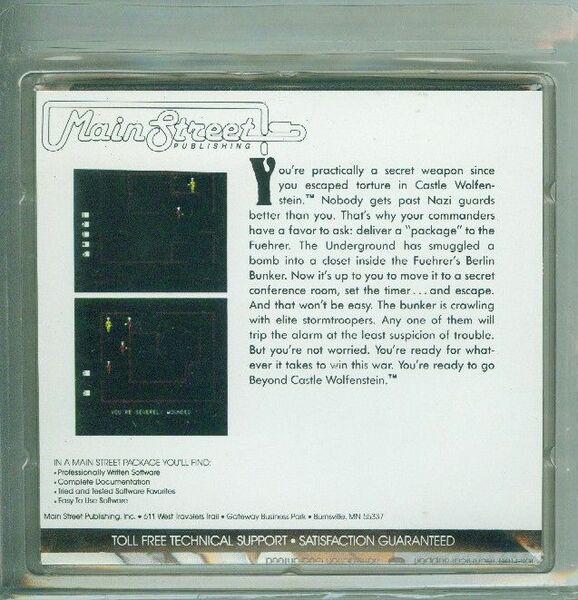 Main Street
PUBLISHING
You're practically a secret weapon since
you escaped torture in Castle Wolfen-
stein.™ Nobody gets past Nazi guards
better than you. That's why your commanders
have a favor to ask: deliver a "package" to the
Fuehrer. The Underground has smuggled a
bomb into a closet inside the Fuehrer's Berlin
Bunker. Now it's up to you to move it to a secret
conference room, set the timer...and escape.
And that won't be easy. The bunker is crawling
with elite stormtroopers. Any one of them will
trip the alarm at the least suspicion of trouble.
But you're not worried. You're ready for what-
ever it takes to win this war. You're ready to go
Beyond Castle Wolfenstein.™
YOU'RE SEVERELY WOUNDED
IN A MAIN STREET PACKAGE YOU'LL FIND:
• Professionally Written Software
• Complete Documentation
• Tried and Tested Software Favorites
• Easy To Use Software
Main Street Publishing, Inc. • 611 West Travelers Trail • Gateway Business Park • Burnsville, MN 55337
TOLL FREE TECHNICAL SUPPORT • SATISFACTION GUARANTEED